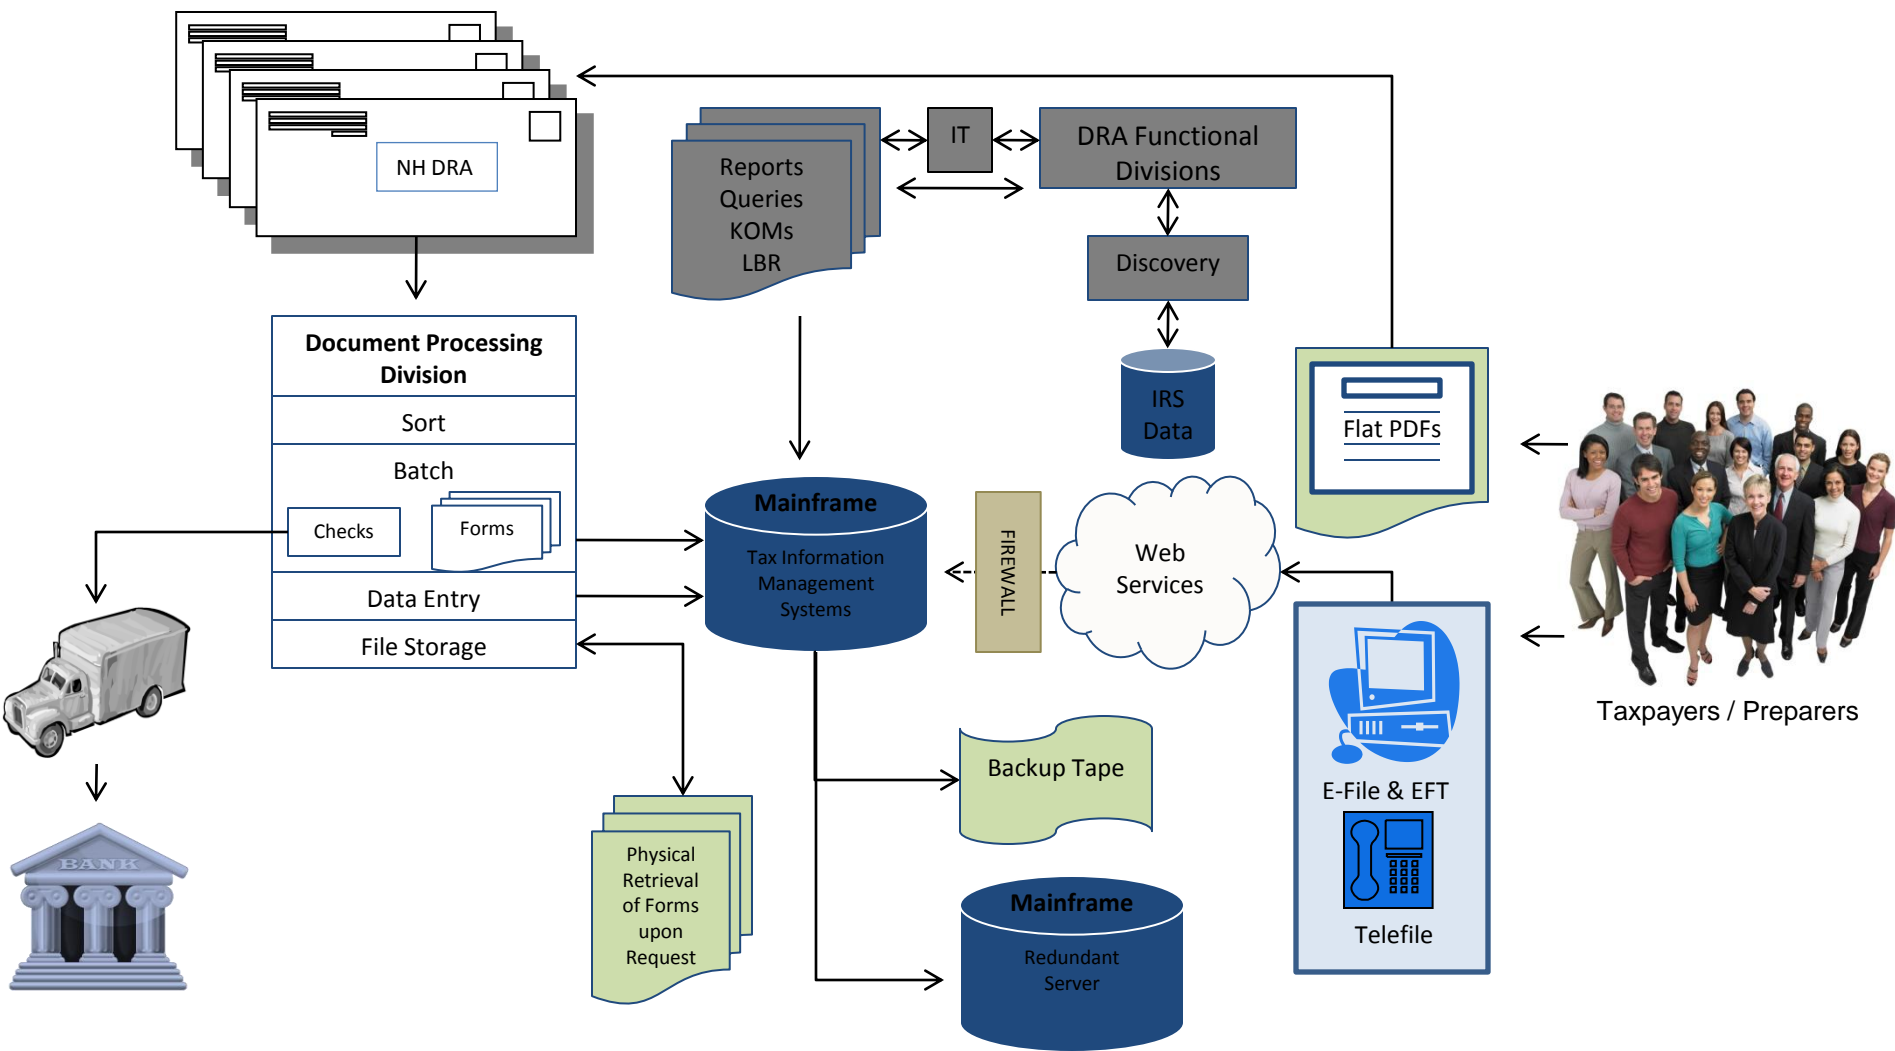 NH DRA
Reports
Queries
KOMs
LBR
IT
DRA Functional
Divisions
Discovery
IRS
Data
Document Processing
Division
Sort
Batch
Checks
Forms
Data Entry
File Storage
Mainframe
Tax Information
Management
Systems
FIREWALL
Web
Services
Flat PDFs
Taxpayers / Preparers
E-File & EFT
Telefile
Backup Tape
Physical
Retrieval
of Forms
upon
Request
Mainframe
Redundant
Server
BANK